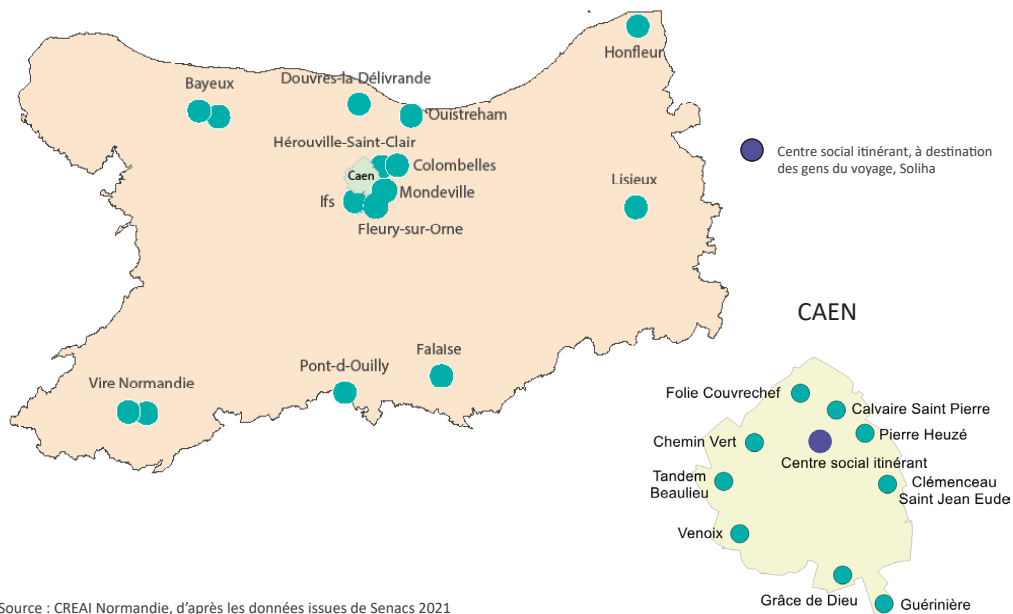 Honfleur
Bayeux
Douvres-la Délivrande
Ouistreham
Hérouville-Saint-Clair
Colombelles
Caen
Mondeville
Ifs
Fleury-sur-Orne
Lisieux
Centre social itinérant, à destination
des gens du voyage, Soliha
CAEN
Falaise
Pont-d-Ouilly
Vire Normandie
Folie Couvrechef
Calvaire Saint Pierre
Pierre Heuzé
Chemin Vert
Centre social itinérant
Tandem
Beaulieu
Clémenceau
Saint Jean Eude
Venoix
Grâce de Dieu
Guérinière
Source : CREAI Normandie, d'après les données issues de Senacs 2021